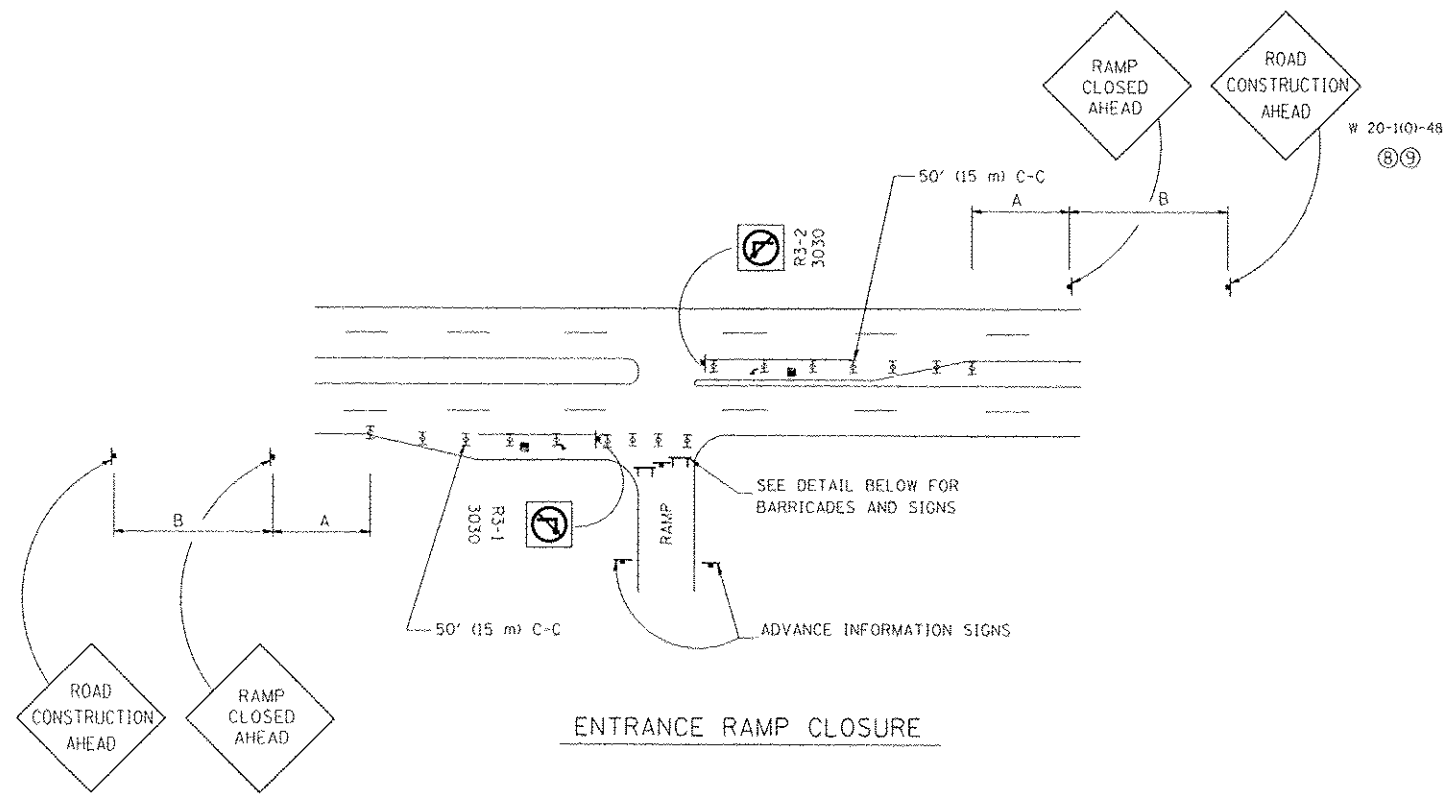 RAMP
CLOSED
AHEAD
ROAD
CONSTRUCTION
AHEAD
W 20-1(O)-48
⑧⑨
50' (15 m) C-C
A
B
R3-2
3030
SEE DETAIL BELOW FOR
BARRICADES AND SIGNS
B
A
R3-1
3030
RAMP
50' (15 m) C-C
ADVANCE INFORMATION SIGNS
ROAD
CONSTRUCTION
AHEAD
RAMP
CLOSED
AHEAD
ENTRANCE RAMP CLOSURE